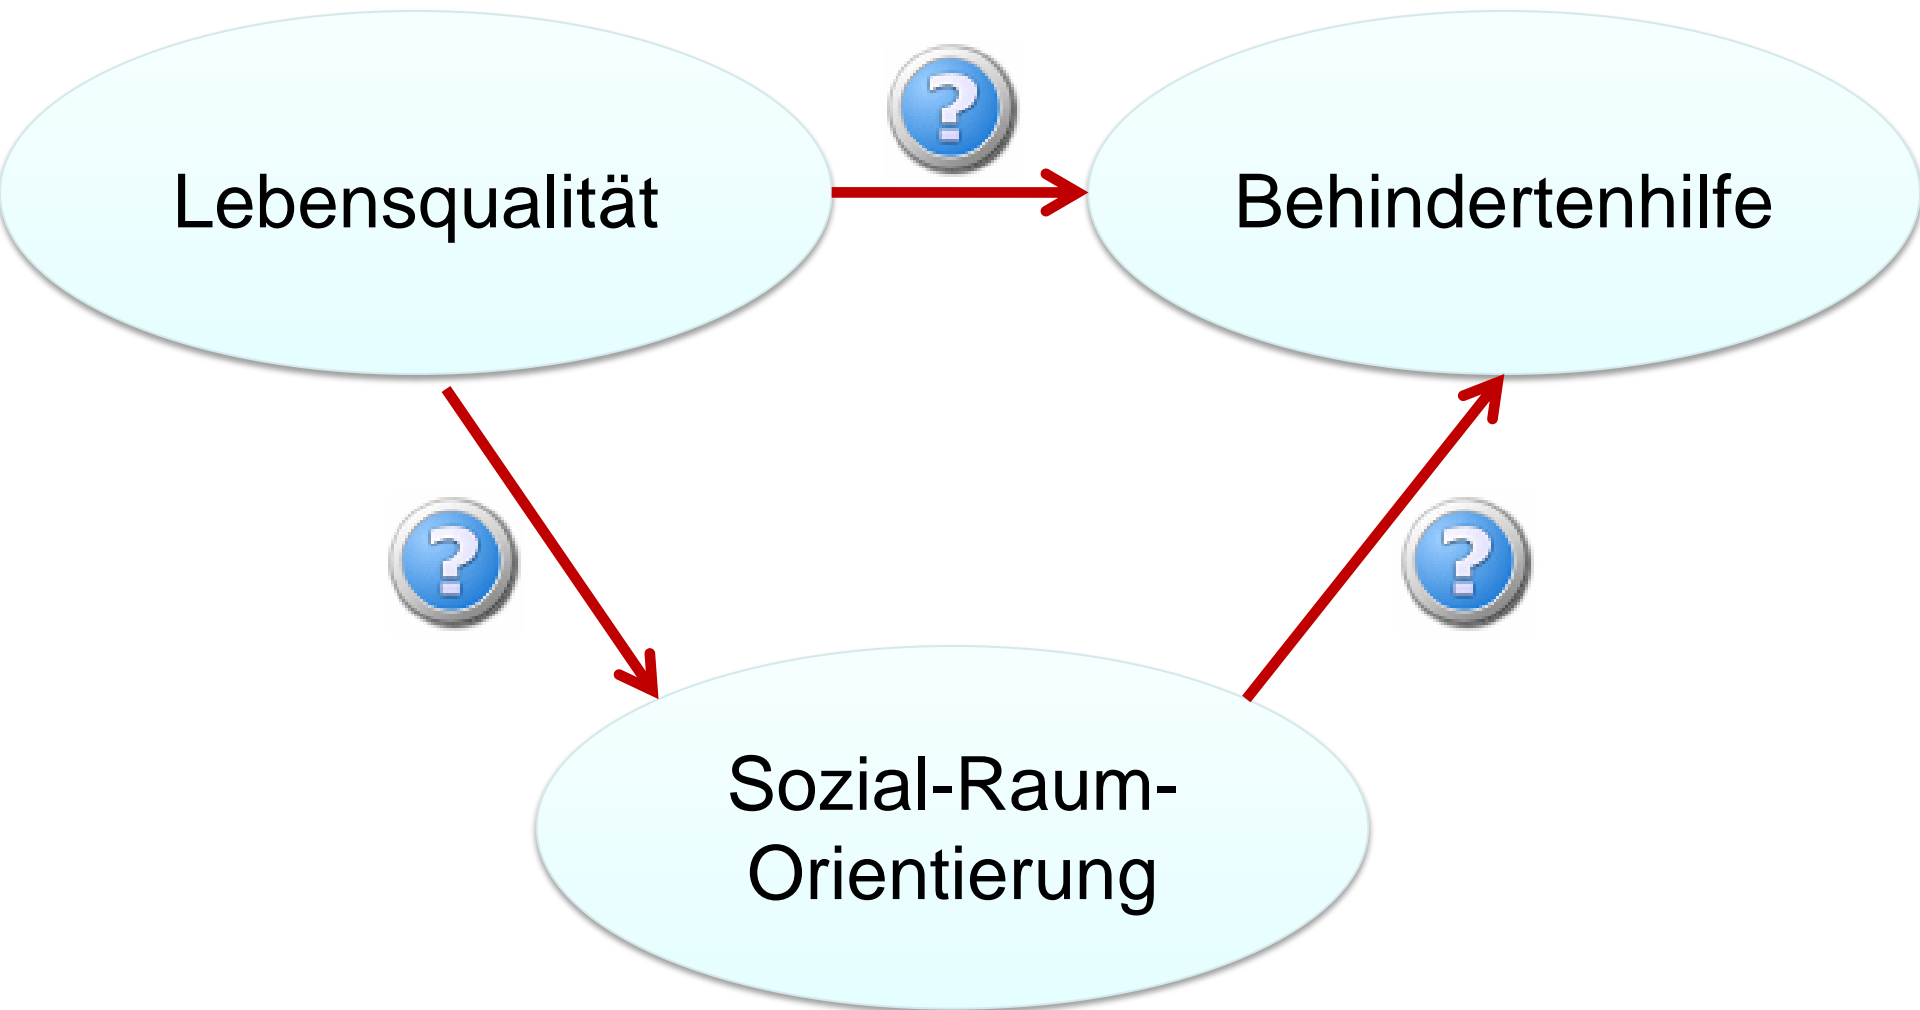 ?
Lebensqualität
Behindertenhilfe
?
?
Sozial-Raum-
Orientierung